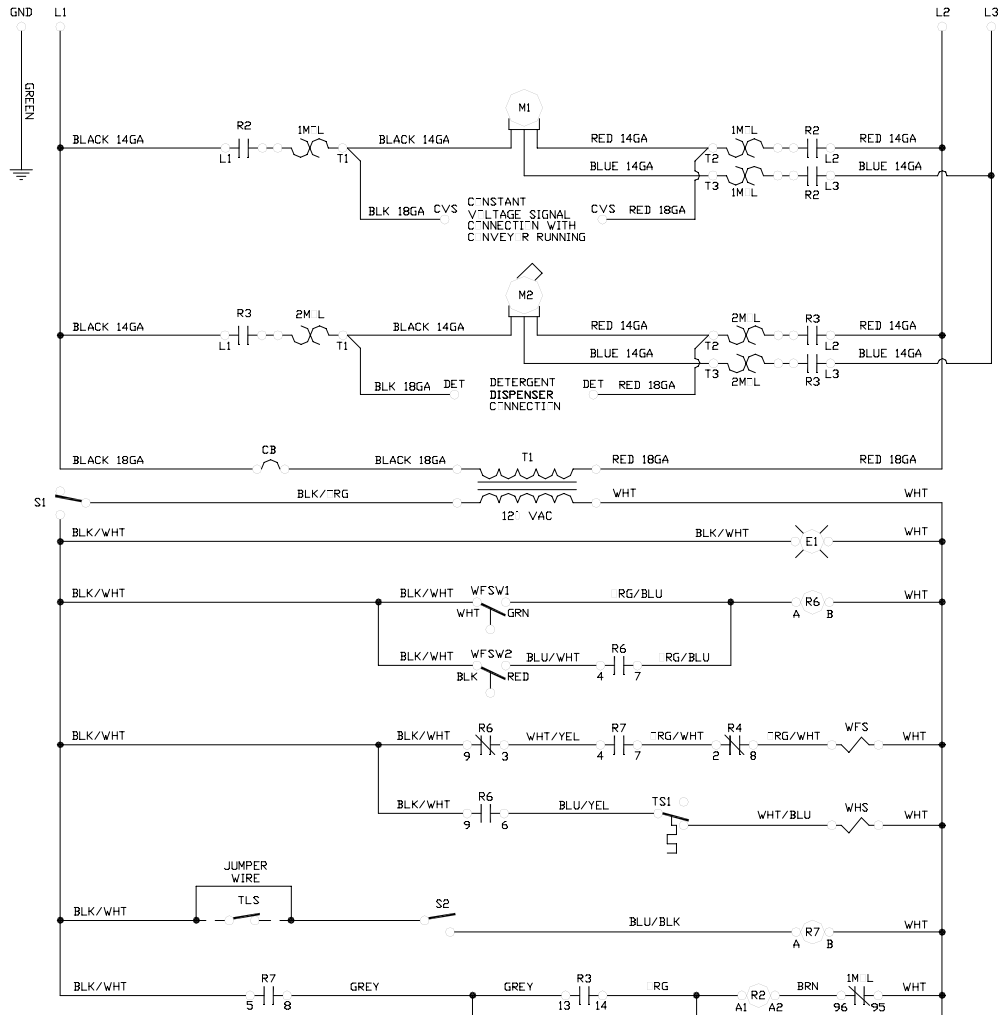 GND L1 L2 L3
GREEN
M1
R2 1M L 1M L R2
BLACK 14GA BLACK 14GA RED 14GA RED 14GA
L1 T1 T2 L2
BLUE 14GA BLUE 14GA
T3 1M L R2 L3
BLK 18GA CVS CVS RED 18GA
CONSTANT
VOLTAGE SIGNAL
CONNECTION WITH
CONVEYOR RUNNING
M2
R3 2M L 2M L R3
BLACK 14GA BLACK 14GA RED 14GA RED 14GA
L1 T1 T2 L2
BLUE 14GA BLUE 14GA
T3 2M L R3 L3
BLK 18GA DET DET RED 18GA
DETERGENT
DISPENSER
CONNECTION
CB T1
BLACK 18GA BLACK 18GA RED 18GA RED 18GA
S1 BLK/ RG WHT WHT
12 VAC
BLK/WHT BLK/WHT E1 WHT
BLK/WHT BLK/WHT WFSW1 RG/BLU R6 WHT
WHT GRN A B
BLK/WHT WFSW2 BLU/WHT R6 RG/BLU
BLK RED 4 7
BLK/WHT BLK/WHT R6 WHT/YEL R7 RG/WHT R4 RG/WHT WFS WHT
9 3 4 7 2 8
BLK/WHT R6 BLU/YEL TS1 WHT/BLU WHS WHT
9 6
JUMPER
WIRE
BLK/WHT TLS S2 BLU/BLK R7 WHT
A B
BLK/WHT R7 GREY GREY R3 RG R2 BRN 1M L WHT
5 8 13 14 A1 A2 96 95